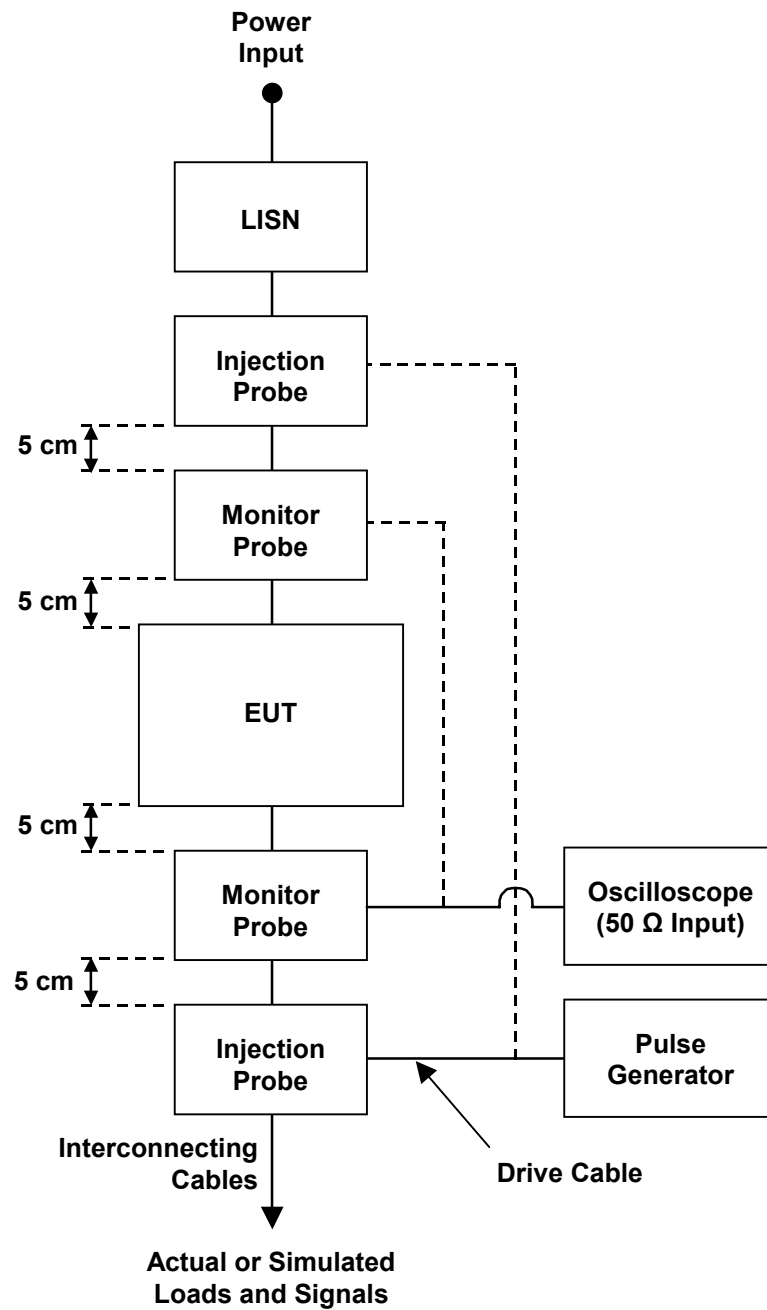 Power
Input
LISN
Injection
Probe
5 cm
Monitor
Probe
5 cm
EUT
5 cm
Monitor
Probe
Oscilloscope
(50 Ω Input)
5 cm
Injection
Probe
Pulse
Generator
Interconnecting
Cables
Drive Cable
Actual or Simulated
Loads and Signals